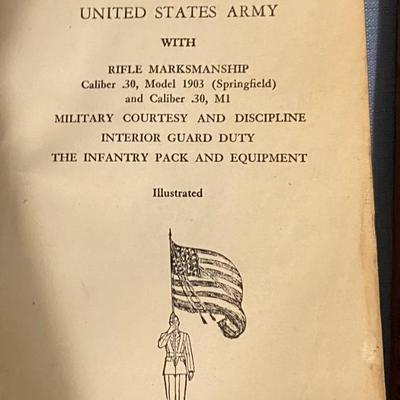 UNITED STATES ARMY
WITH
RIFLE MARKSMANSHIP
Caliber .30, Model 1903 (Springfield)
and Caliber .30, M1
MILITARY COURTESY AND DISCIPLINE
INTERIOR GUARD DUTY
THE INFANTRY PACK AND EQUIPMENT
Illustrated